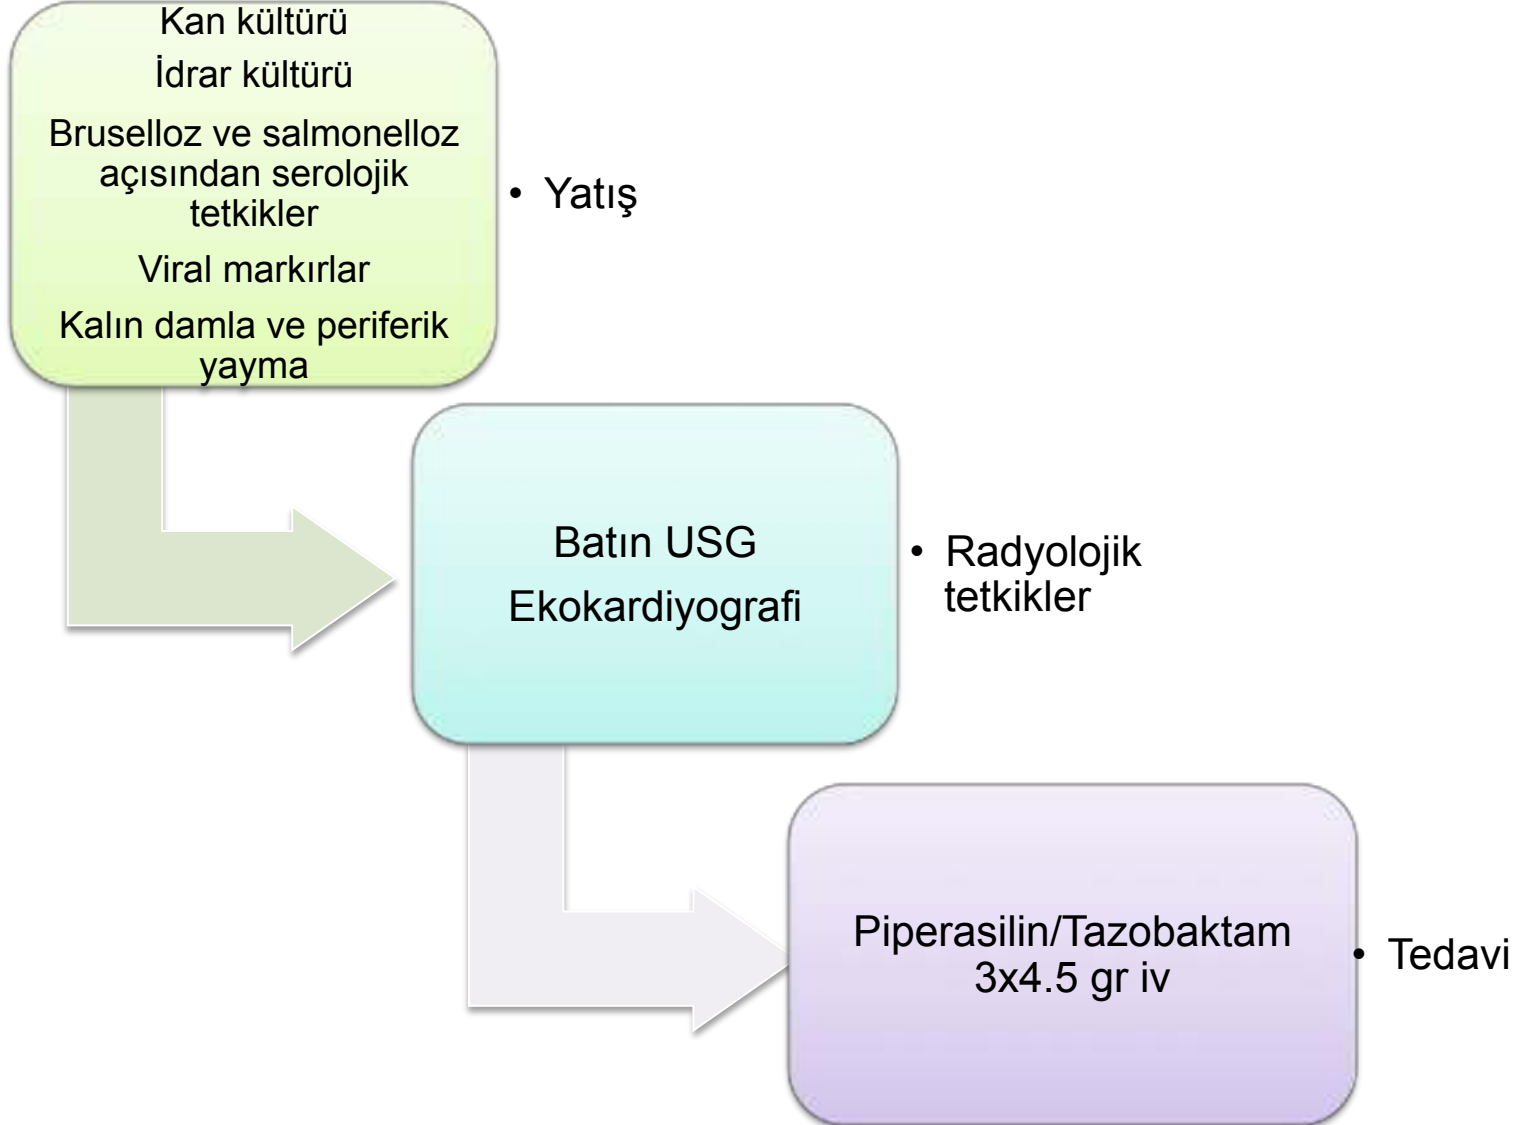 Kan kültürü
İdrar kültürü
Bruselloz ve salmonelloz
açısından serolojik
tetkikler
Viral markırlar
Kalın damla ve periferik
yayma
• Yatış
Batın USG
Ekokardiyografi
• Radyolojik
tetkikler
Piperasilin/Tazobaktam
3x4.5 gr iv
• Tedavi